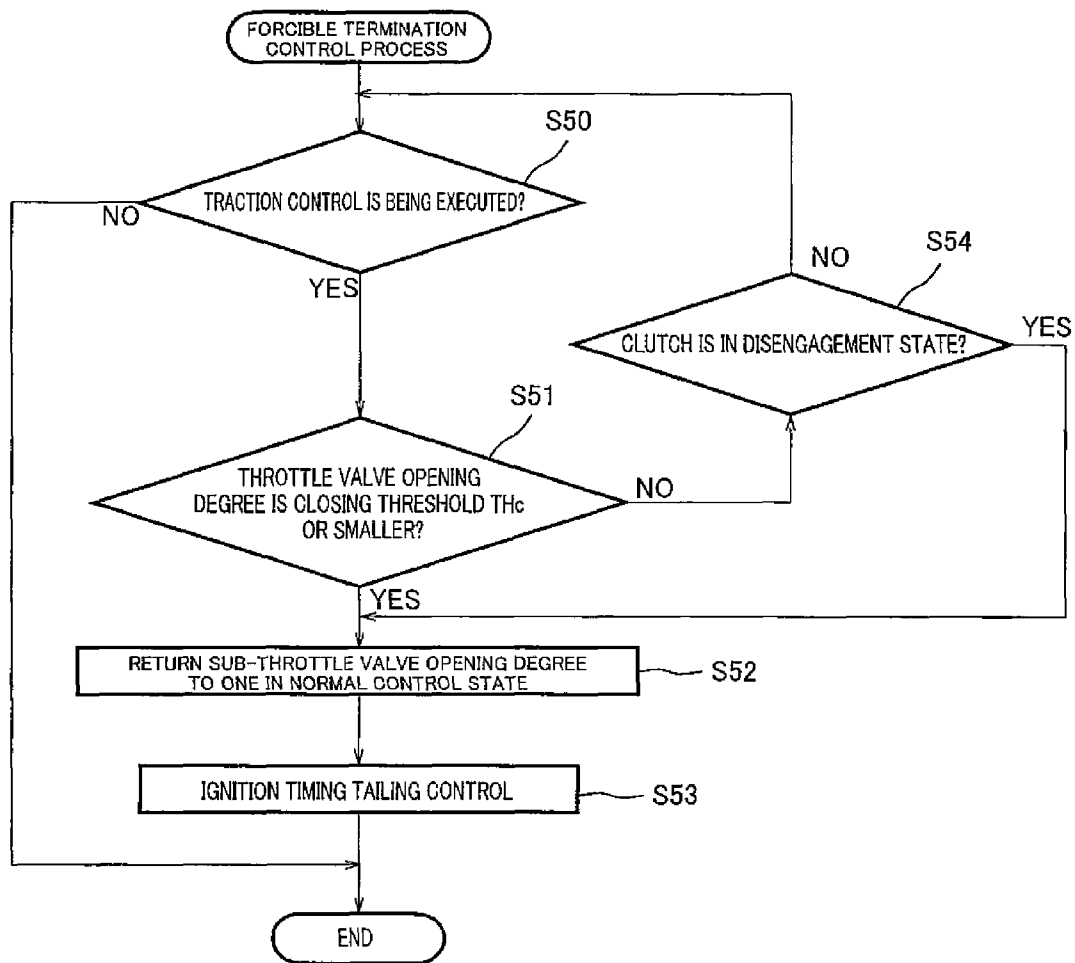 FORCIBLE TERMINATION
CONTROL PROCESS
S50
TRACTION CONTROL IS BEING EXECUTED?
NO
YES
S54
NO
CLUTCH IS IN DISENGAGEMENT STATE?
YES
S51
THROTTLE VALVE OPENING
DEGREE IS CLOSING THRESHOLD THc
OR SMALLER?
NO
YES
RETURN SUB-THROTTLE VALVE OPENING DEGREE
TO ONE IN NORMAL CONTROL STATE
S52
IGNITION TIMING TAILING CONTROL
S53
END